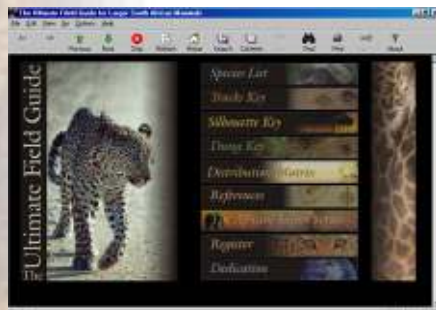 The Ultimate Field Guide for Larger South African Mammals
File Edit View Go Options Help
Previous Next Stop Refresh Home Search Contents Find Print About
The Ultimate Field Guide
Species List
Tracks Key
Silhouette Key
Dung Key
Distribution Matrix
References
Register
Dedication